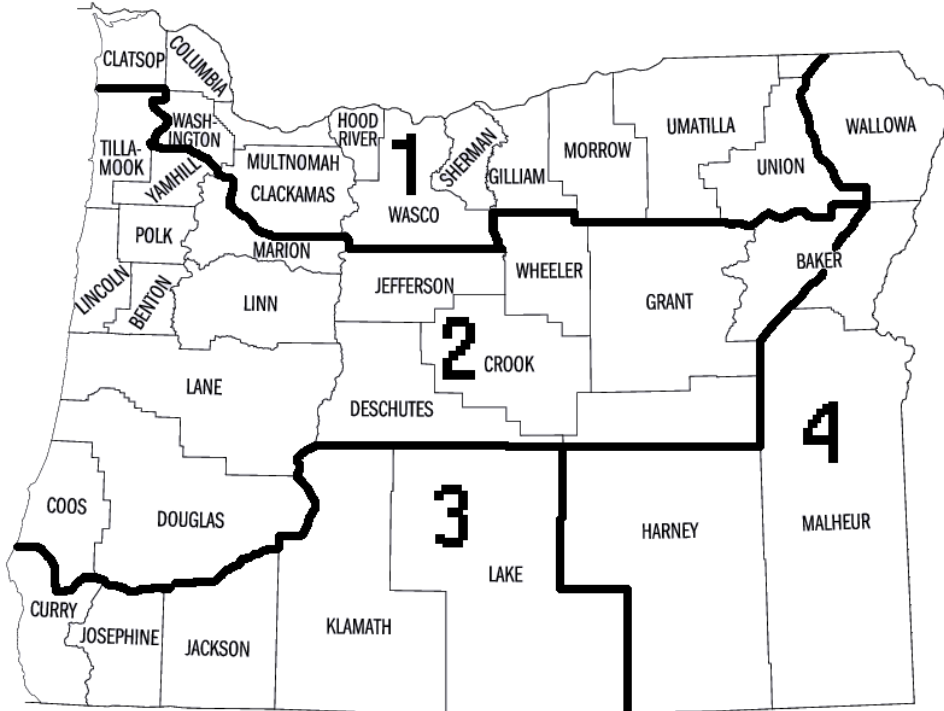 CLATSOP
COLUMBIA
WASH-
INGTON
TILLA-
MOOK
YAMHILL
MULTNOMAH
CLACKAMAS
HOOD
RIVER
1
SHERMAN
WASCO
GILLIAM
MORROW
UMATILLA
UNION
WALLOWA
POLK
MARION
LINCOLN
BENTON
LINN
JEFFERSON
WHEELER
GRANT
BAKER
2
CROOK
LANE
DESCHUTES
4
COOS
DOUGLAS
3
LAKE
HARNEY
MALHEUR
CURRY
JOSEPHINE
JACKSON
KLAMATH